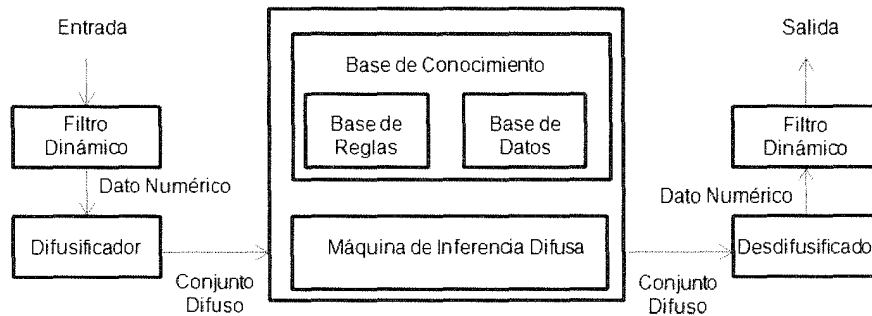 Entrada
Salida
Base de Conocimiento
Filtro
Dinámico
Base de
Reglas
Base de
Datos
Filtro
Dinámico
Dato Numérico
Dato Numérico
Difusificador
Máquina de Inferencia Difusa
Desdifusificado
Conjunto
Difuso
Conjunto
Difuso